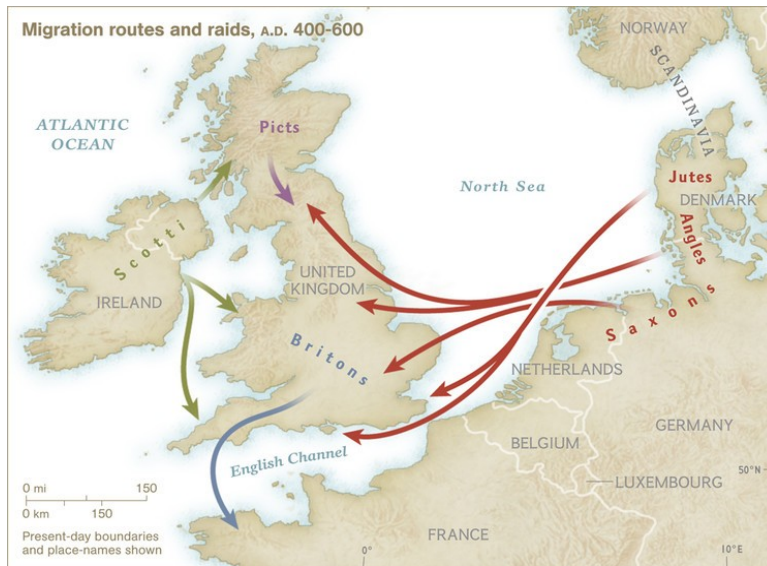 Migration routes and raids, A.D. 400-600
NORWAY
SCANDINAVIA
ATLANTIC
OCEAN
Picts
North Sea
Jutes
DENMARK
Angles
Scotti
UNITED
KINGDOM
IRELAND
Saxons
Britons
NETHERLANDS
GERMANY
BELGIUM
English Channel
LUXEMBOURG
50°N
0 mi 150
0 km 150
FRANCE
Present-day boundaries
and place-names shown
0°
10°E